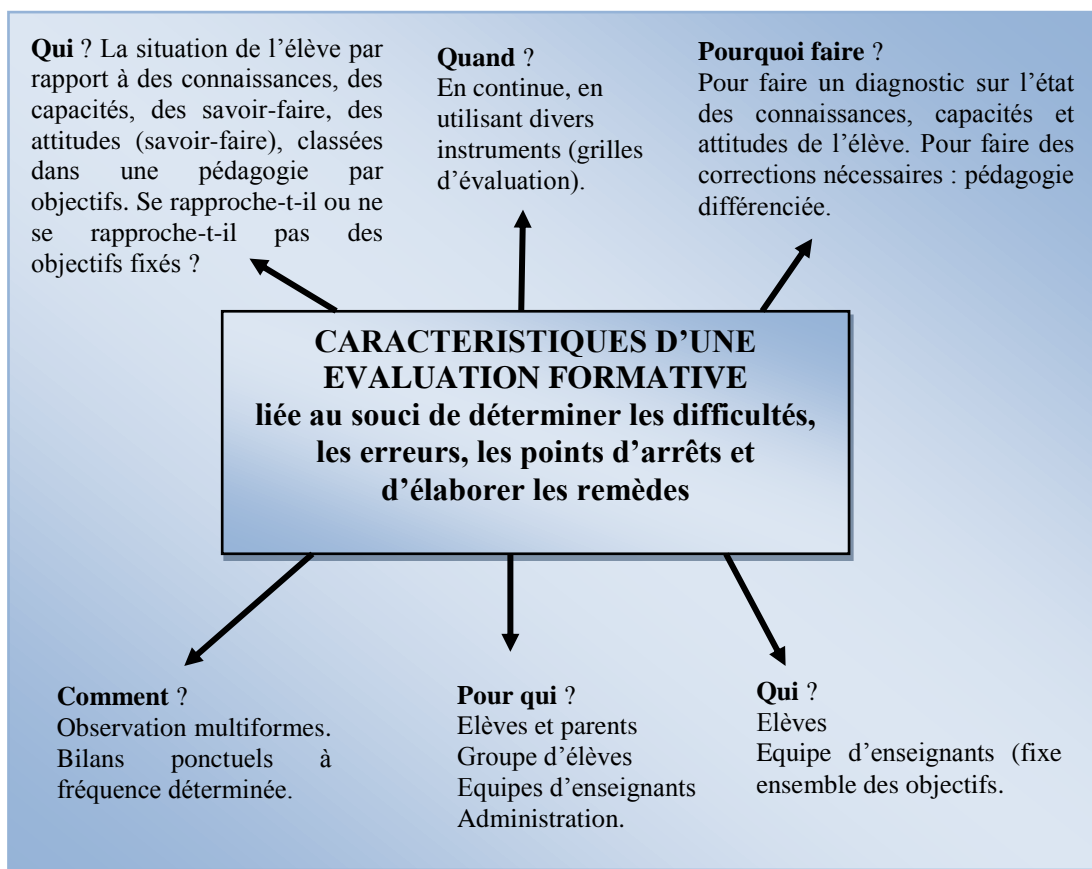 Qui ? La situation de l’élève par
rapport à des connaissances, des
capacités, des savoir-faire, des
attitudes (savoir-faire), classées
dans une pédagogie par
objectifs. Se rapproche-t-il ou ne
se rapproche-t-il pas des
objectifs fixés ?
Quand ?
En continue, en
utilisant divers
instruments (grilles
d’évaluation).
Pourquoi faire ?
Pour faire un diagnostic sur l’état
des connaissances, capacités et
attitudes de l’élève. Pour faire des
corrections nécessaires : pédagogie
différenciée.
CARACTERISTIQUES D’UNE
EVALUATION FORMATIVE
liée au souci de déterminer les difficultés,
les erreurs, les points d’arrêts et
d’élaborer les remèdes
Comment ?
Observation multiformes.
Bilans ponctuels à
fréquence déterminée.
Pour qui ?
Elèves et parents
Groupe d’élèves
Equipes d’enseignants
Administration.
Qui ?
Elèves
Equipe d’enseignants (fixe
ensemble des objectifs.